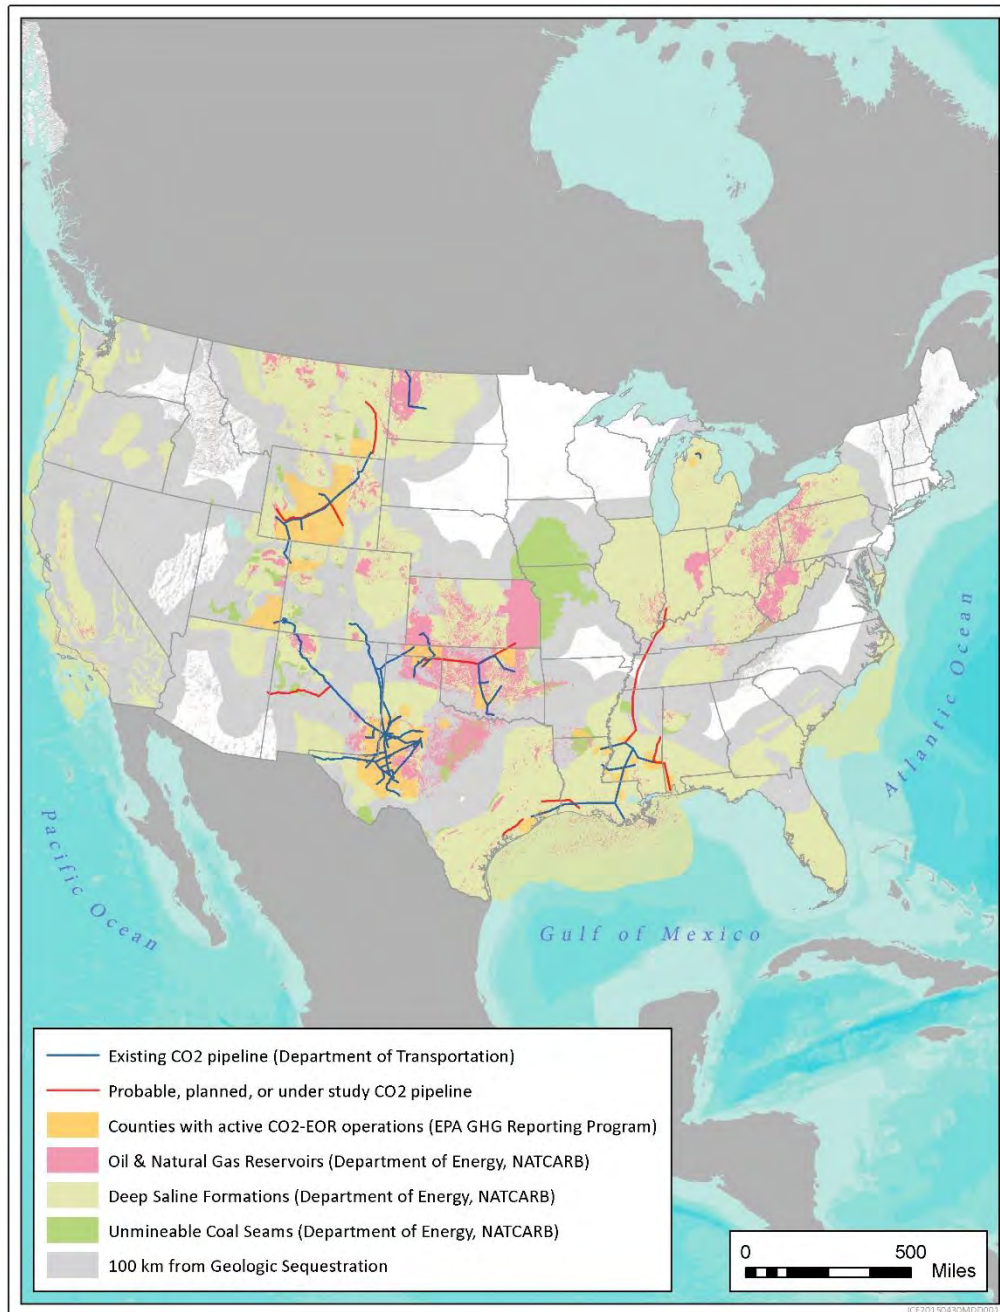 Pacific Ocean
Atlantic Ocean
Gulf of Mexico
Existing CO2 pipeline (Department of Transportation)
Probable, planned, or under study CO2 pipeline
Counties with active CO2-EOR operations (EPA GHG Reporting Program)
Oil & Natural Gas Reservoirs (Department of Energy, NATCARB)
Deep Saline Formations (Department of Energy, NATCARB)
Unmineable Coal Seams (Department of Energy, NATCARB)
100 km from Geologic Sequestration
0 500
Miles